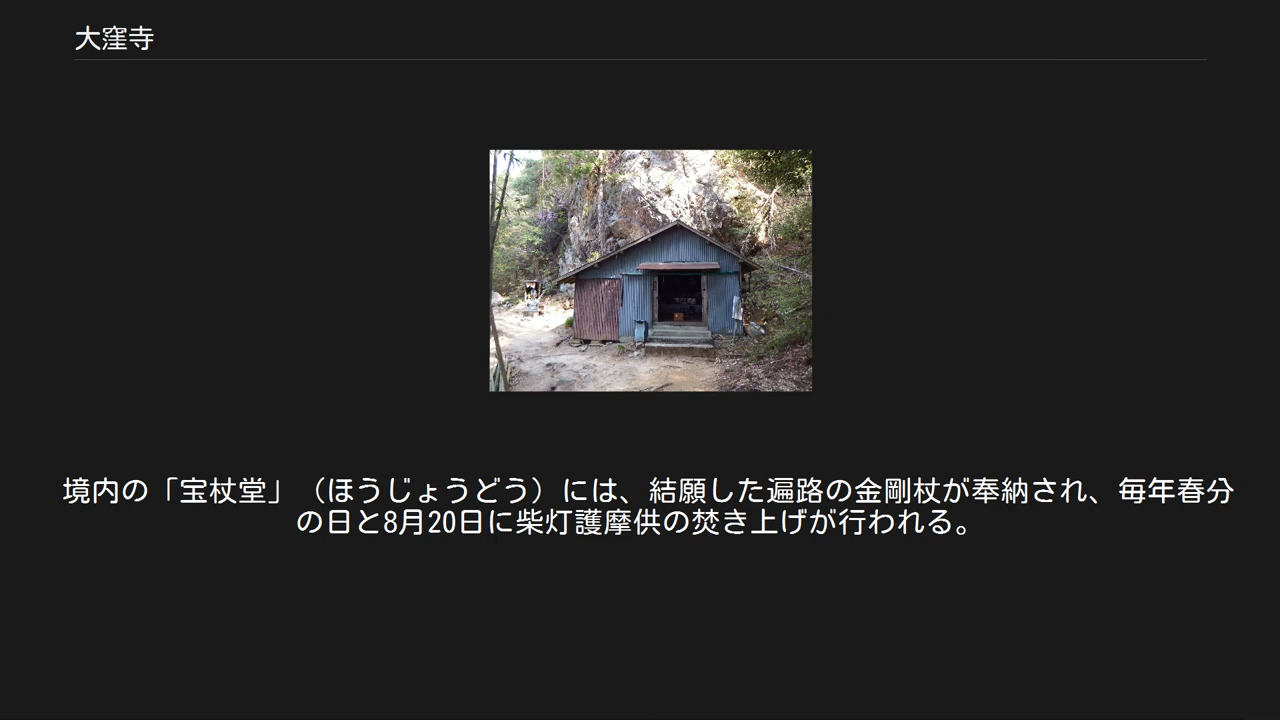 大窪寺
境内の「宝杖堂」（ほうじょうどう）には、結願した遍路の金剛杖が奉納され、毎年春分
の日と8月20日に柴灯護摩供の焚き上げが行われる。